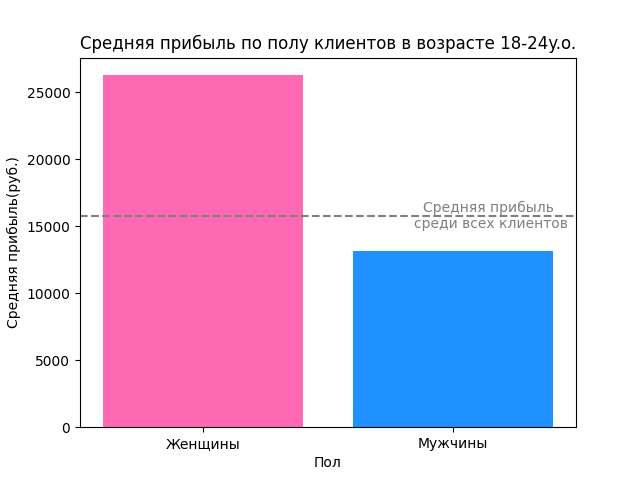 Средняя прибыль по полу клиентов в возрасте 18-24y.o.
Средняя прибыль(руб.)
25000
20000
15000
10000
5000
0
Средняя прибыль
среди всех клиентов
Женщины
Мужчины
Пол